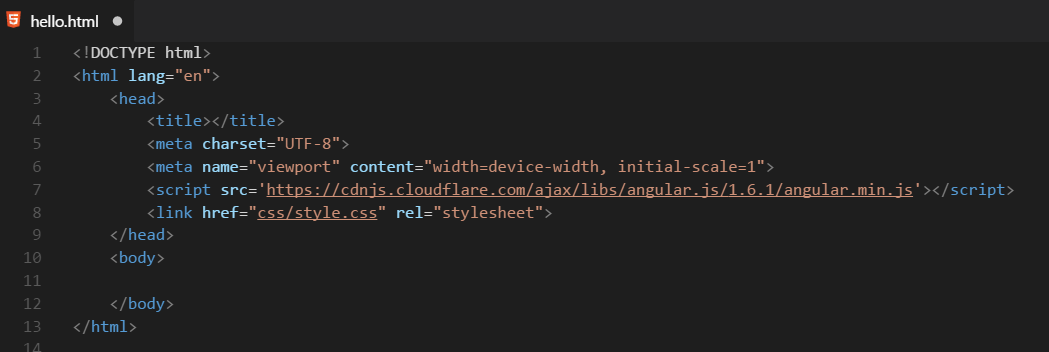 hello.html
1 <!DOCTYPE html>
2 <html lang="en">
3     <head>
4         <title></title>
5         <meta charset="UTF-8">
6         <meta name="viewport" content="width=device-width, initial-scale=1">
7         <script src='https://cdnjs.cloudflare.com/ajax/libs/angular.js/1.6.1/angular.min.js'></script>
8         <link href="css/style.css" rel="stylesheet">
9     </head>
10     <body>
11
12     </body>
13 </html>
14